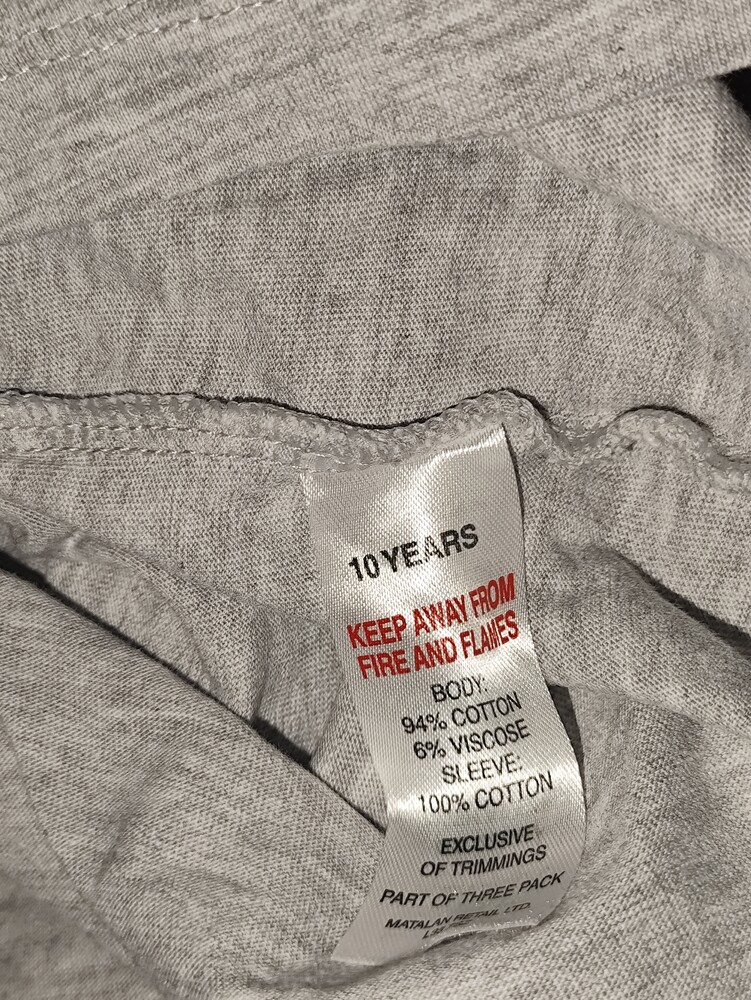 10 YEARS
KEEP AWAY FROM
FIRE AND FLAMES
BODY:
94% COTTON
6% VISCOSE
SLEEVE:
100% COTTON
EXCLUSIVE
OF TRIMMINGS
PART OF THREE PACK
MATALAN RETAIL LTD.